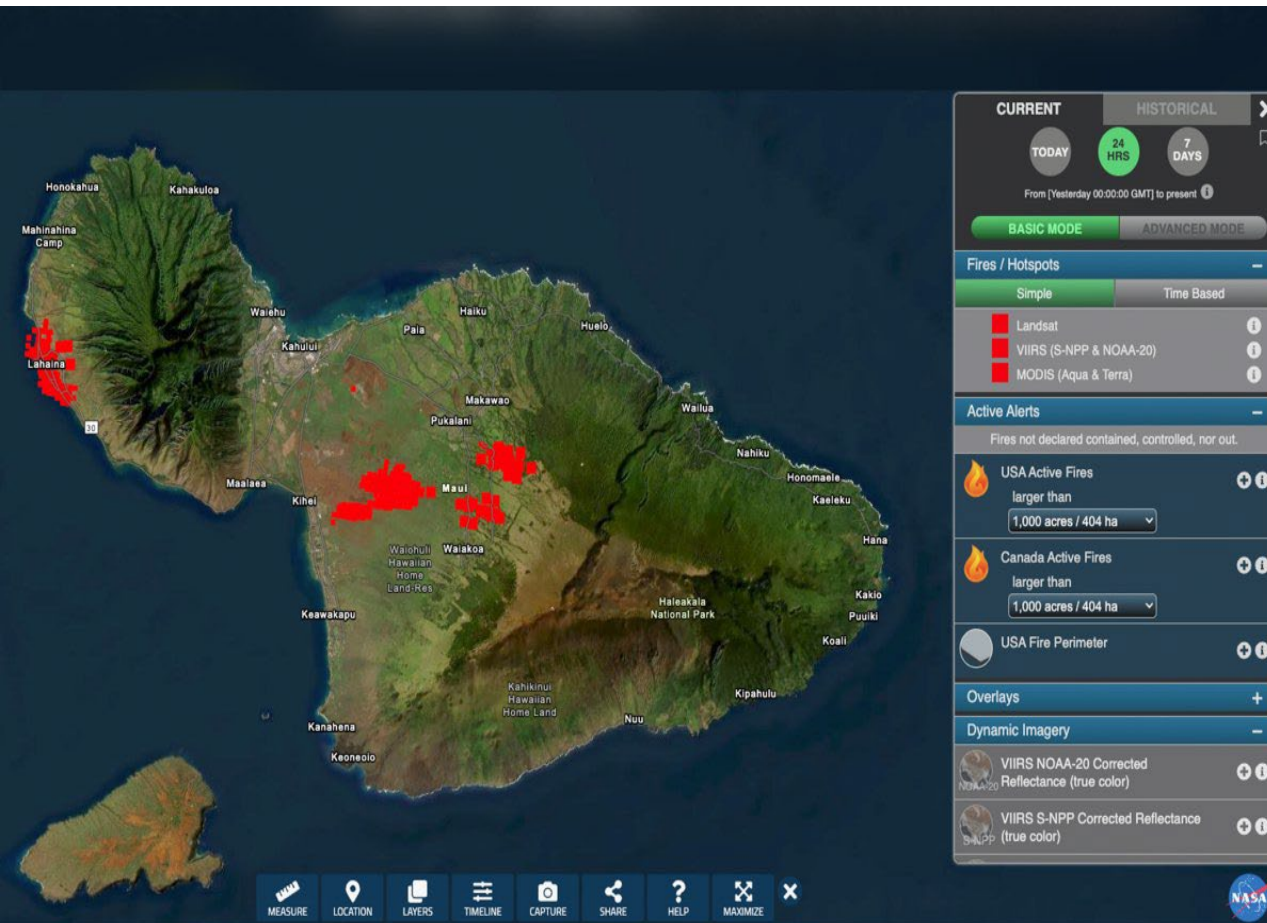 Honokahua
Kahakuloa
Mahinahina
Camp
Waiehu
Lahaina
30
Kahului
Paia
Haiku
Huelo
Makawao
Pukalani
Wailua
Nahiku
Honomaele
Kaeleku
Maalaea
Kihei
Maui
Hana
Waiohuli
Hawaiian
Home
Land-Res
Waiakoa
Keawakapu
Haleakala
National Park
Kakio
Puuiki
Koali
Kahikinui
Hawaiian
Home Land
Kipahulu
Nuu
Kanahena
Keoneoio
CURRENT
HISTORICAL
TODAY
24
HRS
7
DAYS
From [Yesterday 00:00:00 GMT] to present
BASIC MODE
ADVANCED MODE
Fires / Hotspots
Simple
Time Based
Landsat
VIIRS (S-NPP & NOAA-20)
MODIS (Aqua & Terra)
Active Alerts
Fires not declared contained, controlled, nor out.
USA Active Fires
larger than
1,000 acres / 404 ha
Canada Active Fires
larger than
1,000 acres / 404 ha
USA Fire Perimeter
Overlays
Dynamic Imagery
NOAA-20
VIIRS NOAA-20 Corrected
Reflectance (true color)
S-NPP
VIIRS S-NPP Corrected Reflectance
(true color)
MEASURE
LOCATION
LAYERS
TIMELINE
CAPTURE
SHARE
HELP
MAXIMIZE
NASA